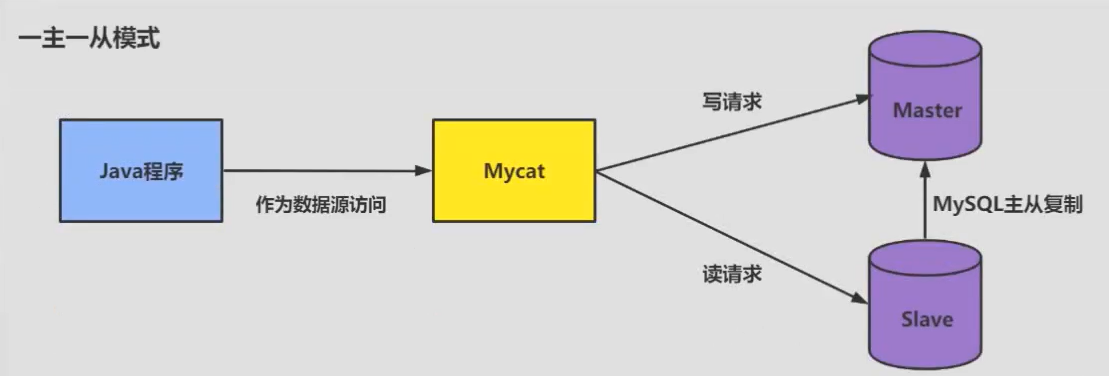 一主一从模式
写请求
Master
Java程序
Mycat
作为数据源访问
MySQL主从复制
读请求
Slave